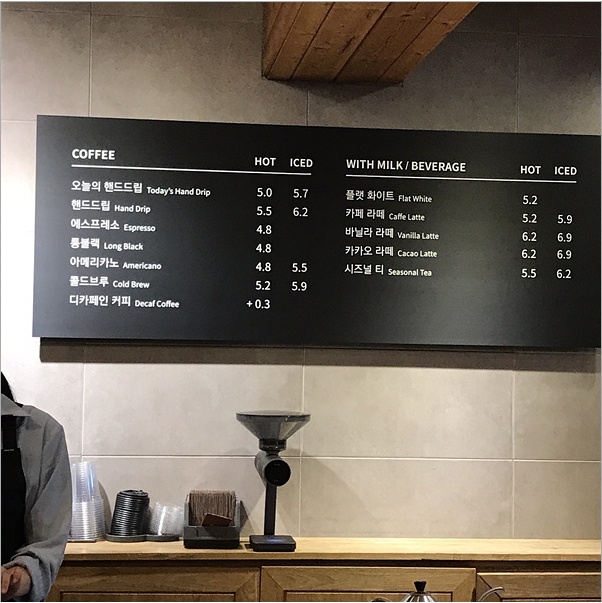 COFFEE HOT ICED
오늘의 핸드드립 Today's Hand Drip 5.0 5.7
핸드드립 Hand Drip 5.5 6.2
에스프레소 Espresso 4.8
롱블랙 Long Black 4.8
아메리카노 Americano 4.8 5.5
콜드브루 Cold Brew 5.2 5.9
디카페인 커피 Decaf Coffee + 0.3
WITH MILK / BEVERAGE HOT ICED
플랫 화이트 Flat White 5.2
카페 라떼 Caffe Latte 5.2 5.9
바닐라 라떼 Vanilla Latte 6.2 6.9
카카오 라떼 Cacao Latte 6.2 6.9
시즈널 티 Seasonal Tea 5.5 6.2